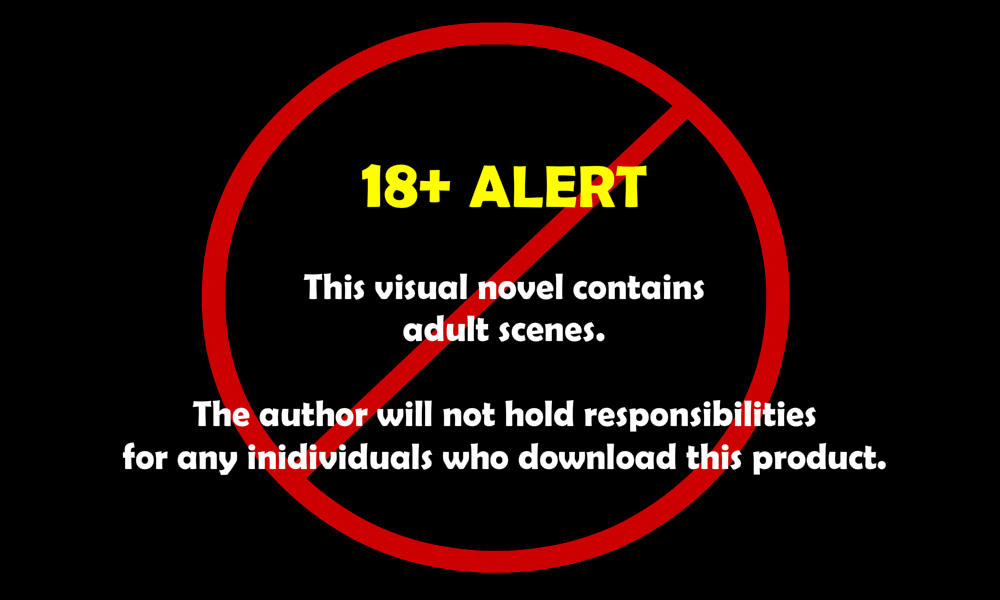 18+ ALERT
This visual novel contains
adult scenes.
The author will not hold responsibilities
for any inidividuals who download this product.